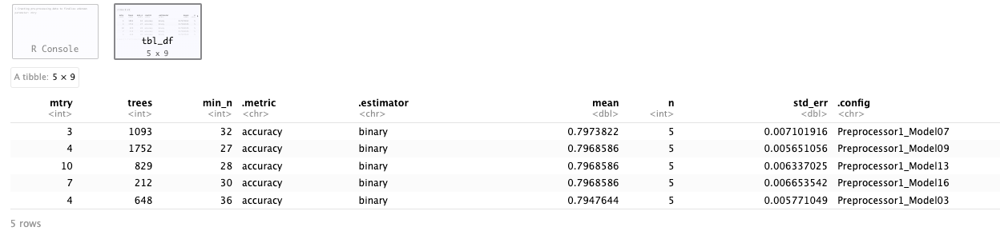 R Console
tbl_df
5 x 9
A tibble: 5 × 9
mtry trees min_n .metric .estimator mean n std_err .config
<int> <int> <int> <chr> <chr> <dbl> <int> <dbl> <chr>
3 1093 32 accuracy binary 0.7973822 5 0.007101916 Preprocessor1_Model07
4 1752 27 accuracy binary 0.7968586 5 0.005651056 Preprocessor1_Model09
10 829 28 accuracy binary 0.7968586 5 0.006337025 Preprocessor1_Model13
7 212 30 accuracy binary 0.7968586 5 0.006653542 Preprocessor1_Model16
4 648 36 accuracy binary 0.7947644 5 0.005771049 Preprocessor1_Model03
5 rows